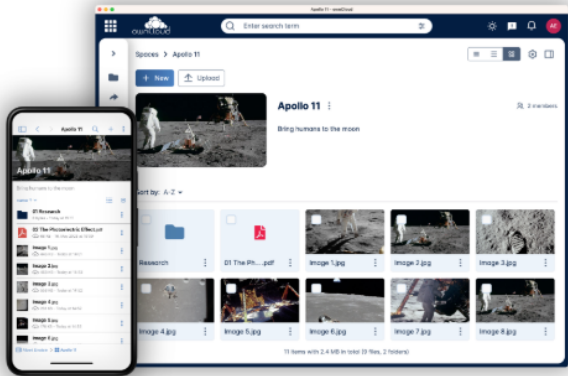 Apollo 11 - ownCloud
ownCloud
Enter search term
Spaces > Apollo 11
+ New
Upload
Apollo 11
2 members
Bring humans to the moon
Sort by: A-Z
Research
01 The Ph....pdf
Image 1.jpg
Image 2.jpg
Image 3.jpg
Image 4.jpg
Image 5.jpg
Image 6.jpg
Image 7.jpg
Image 8.jpg
11 items with 2.4 MB in total (9 files, 2 folders)
Apollo 11
Apollo 11
Bring humans to the moon
01 Research
02 The Photoelectric Effect.pdf
Image 1.jpg
Image 2.jpg
Image 3.jpg
Image 4.jpg
Image 5.jpg
Image 6.jpg